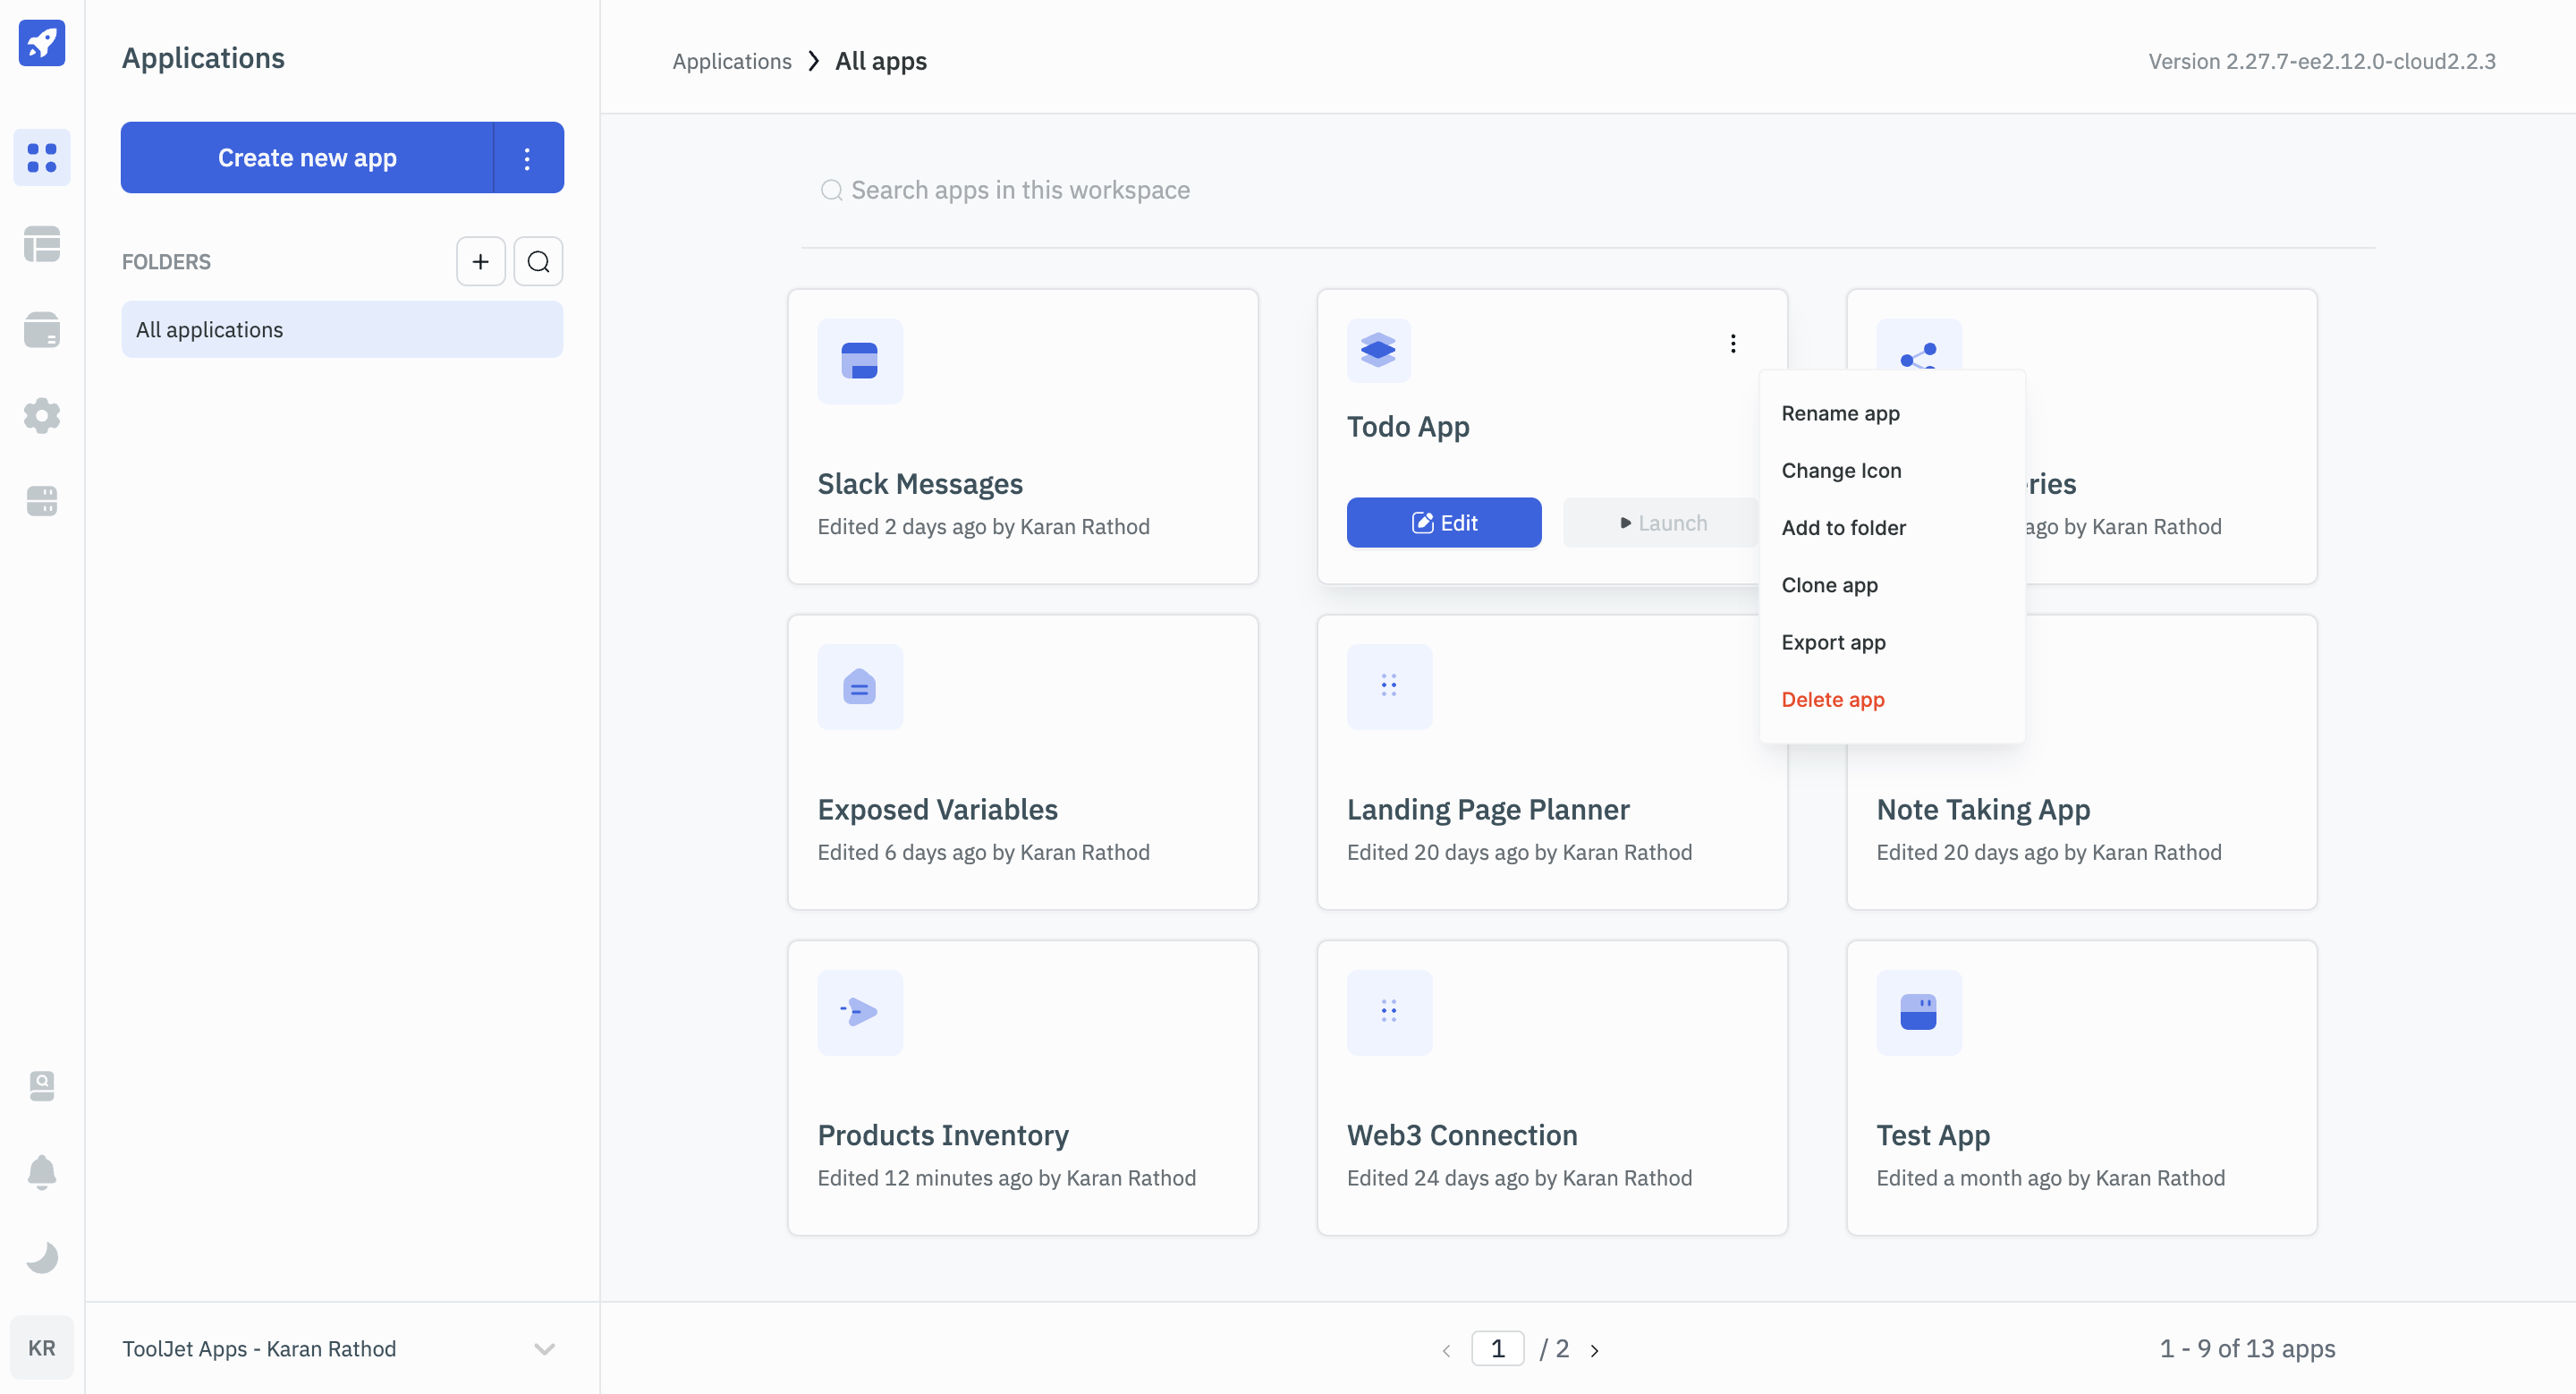 Applications
Create new app
FOLDERS
All applications
ToolJet Apps - Karan Rathod
KR
Applications > All apps
Version 2.27.7-ee2.12.0-cloud2.2.3
Search apps in this workspace
Slack Messages
Edited 2 days ago by Karan Rathod
Todo App
Edit
Launch
Rename app
Change Icon
Add to folder
Clone app
Export app
Delete app
ago by Karan Rathod
Exposed Variables
Edited 6 days ago by Karan Rathod
Landing Page Planner
Edited 20 days ago by Karan Rathod
Note Taking App
Edited 20 days ago by Karan Rathod
Products Inventory
Edited 12 minutes ago by Karan Rathod
Web3 Connection
Edited 24 days ago by Karan Rathod
Test App
Edited a month ago by Karan Rathod
1 / 2
1 - 9 of 13 apps